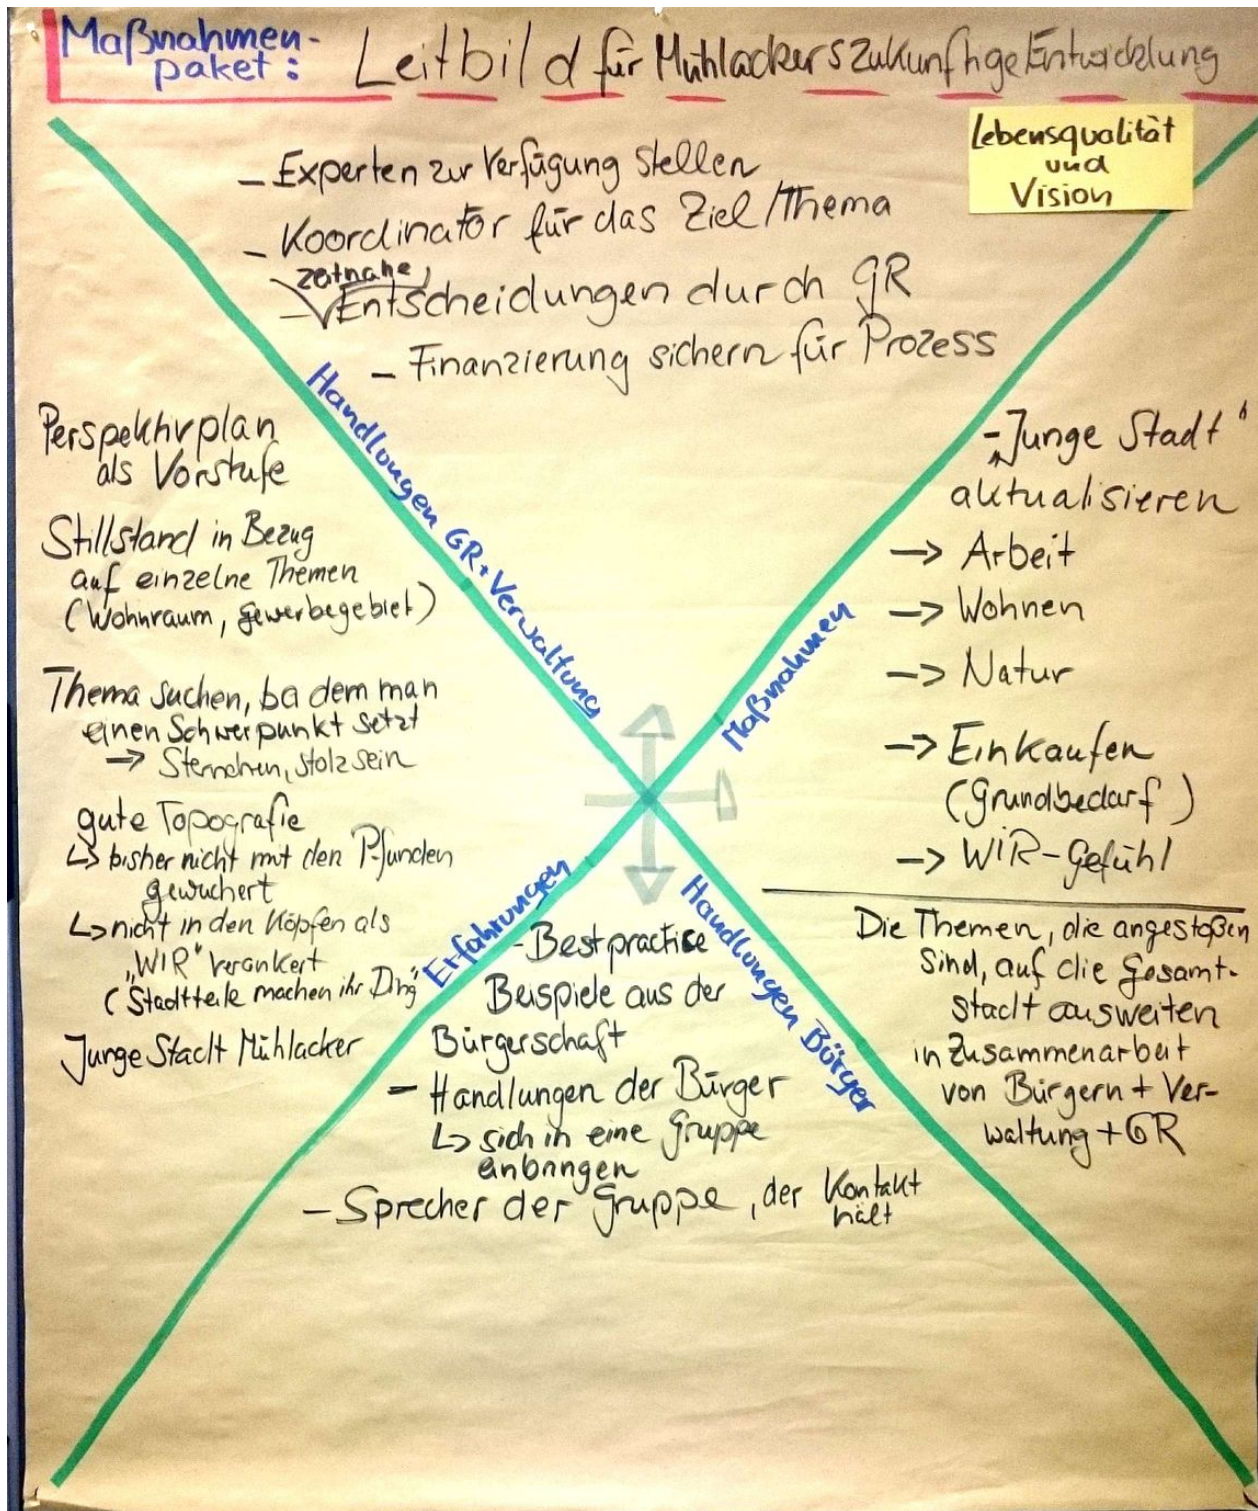 Maßnahmen-
paket:
Leitbild für Mühlackers zukünftige Entwicklung
Lebensqualität
und
Vision
- Experten zur Verfügung stellen
- Koordinator für das Ziel/Thema
zeitnahe
- Entscheidungen durch GR
- Finanzierung sichern für Prozess
Handlungen GR + Verwaltung
Perspektivplan
als Vorstufe
Stillstand in Bezug
auf einzelne Themen
(Wohnraum, Gewerbegebiet)
Thema suchen, bei dem man
einen Schwerpunkt setzt
→ Sternchen, stolz sein
gute Topografie
↳ bisher nicht mit den Pfunden
gewuchert
↳ nicht in den Köpfen als
„WIR“ verankert
(Stadtteile machen ihr Ding“
Junge Stadt Mühlacker
Erfahrungen
Maßnahmen
- „Junge Stadt“
aktualisieren
→ Arbeit
→ Wohnen
→ Natur
→ Einkaufen
(Grundbedarf)
→ WIR-Gefühl
Die Themen, die angestoßen
sind, auf die Gesamt-
stadt ausweiten
in Zusammenarbeit
von Bürgern + Ver-
waltung + GR
Handlungen Bürger
- Best practice
Beispiele aus der
Bürgerschaft
- Handlungen der Bürger
↳ sich in eine Gruppe
einbringen
- Sprecher der Gruppe, der Kontakt
hält